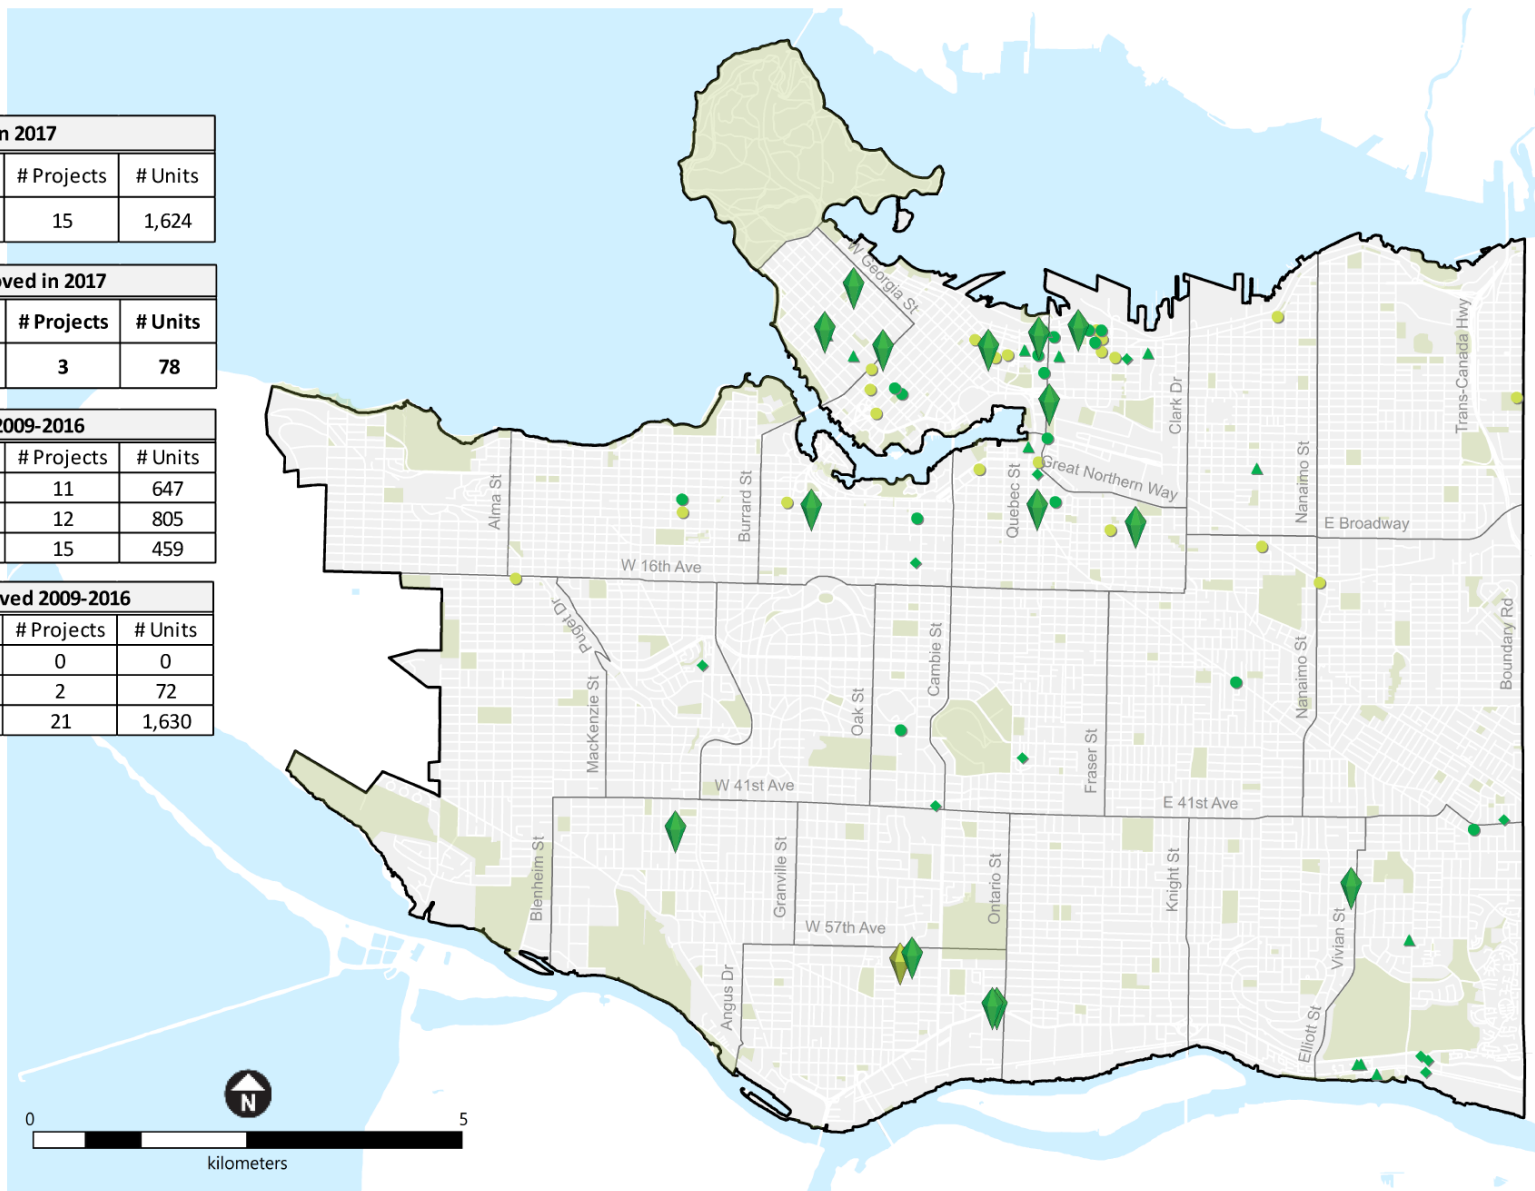 n 2017
# Projects # Units
15 1,624
ved in 2017
# Projects # Units
3 78
2009-2016
# Projects # Units
11 647
12 805
15 459
ved 2009-2016
# Projects # Units
0 0
2 72
21 1,630
W Georgia St
Trans-Canada Hwy
Clark Dr
Great Northern Way
Alma St
Burrard St
Quebec St
Nanaimo St
E Broadway
W 16th Ave
Puget Dr
MacKenzie St
Oak St
Cambie St
Fraser St
Nanaimo St
Boundary Rd
W 41st Ave
E 41st Ave
Blenheim St
Granville St
Ontario St
Knight St
Vivian St
W 57th Ave
Angus Dr
Elliott St
N
0 5
kilometers